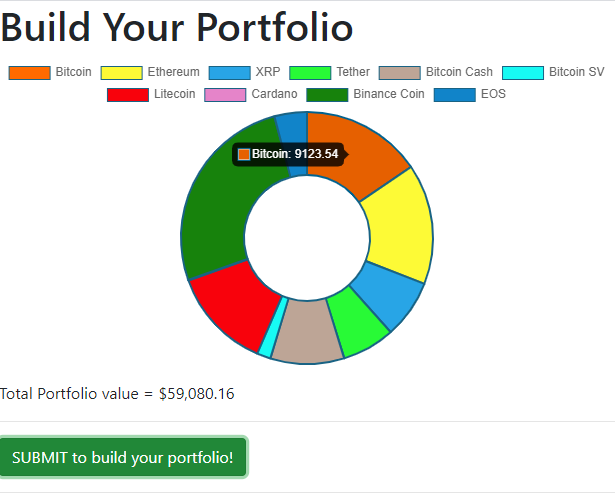 Build Your Portfolio
Bitcoin Ethereum XRP Tether Bitcoin Cash Bitcoin SV
Litecoin Cardano Binance Coin EOS
Bitcoin: 9123.54
Total Portfolio value = $59,080.16
SUBMIT to build your portfolio!